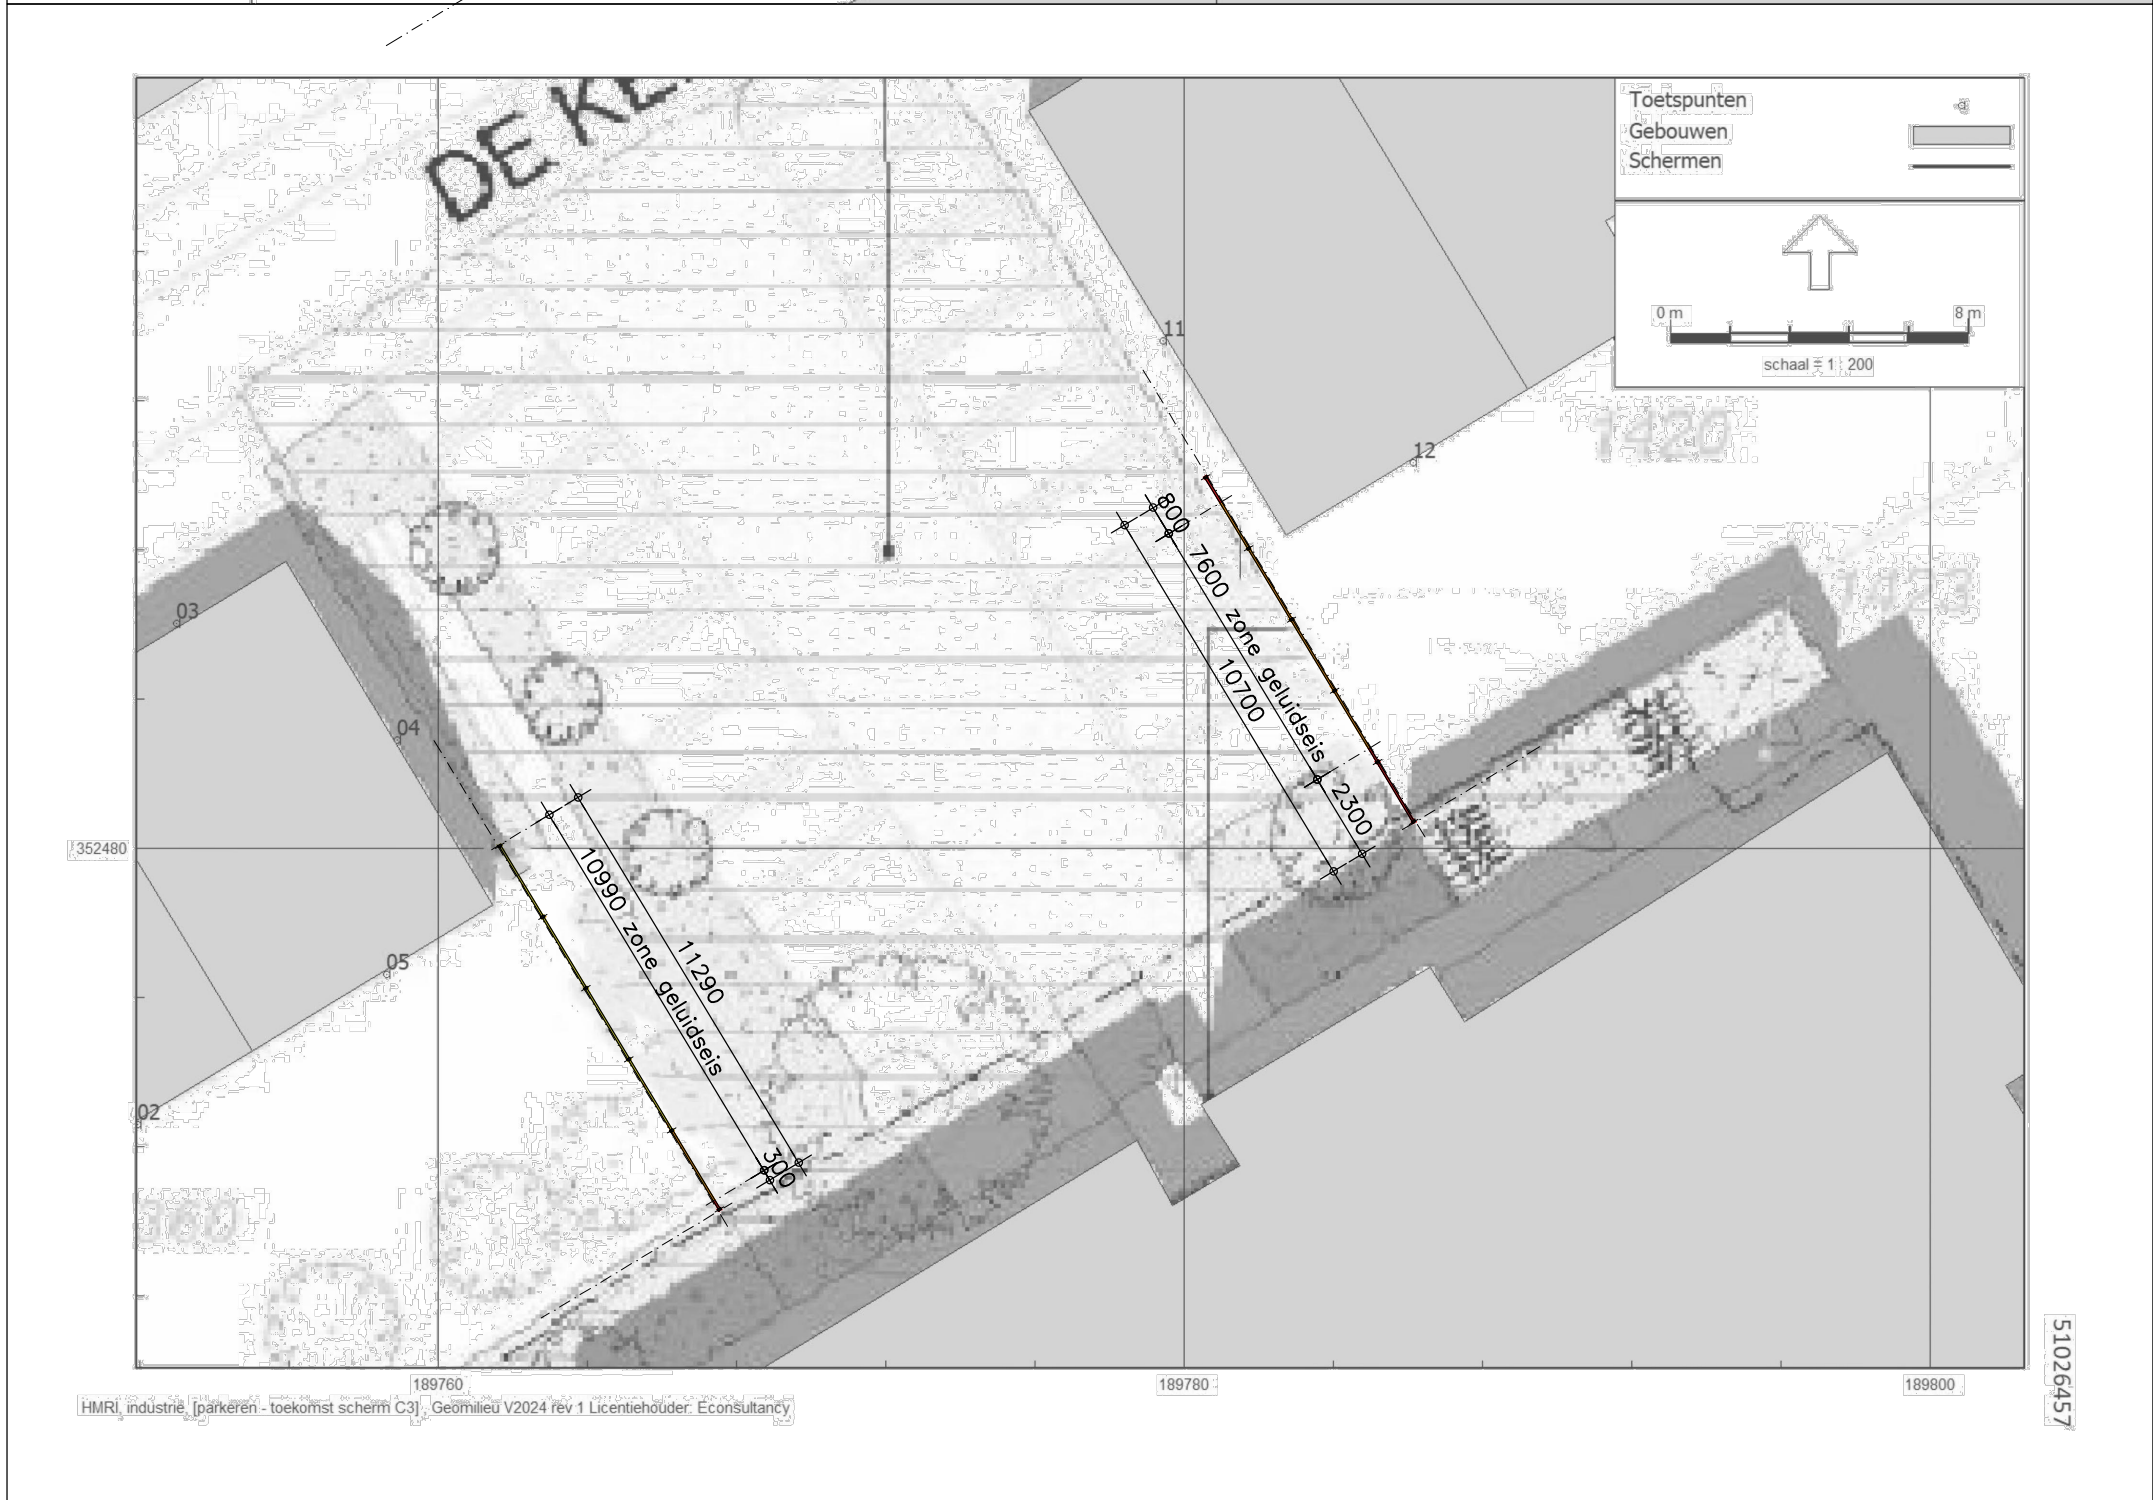 DE KL
Toetspunten
Gebouwen
Schermen
0 m
8 m
schaal = 1 : 200
11
12
1420
1423
03
04
05
02
800
7600 zone geluidseis
10700
2300
10990 zone geluidseis
11290
300
352480
189760
189780
189800
HMRI, industrie, [parkeren - toekomst scherm C3] , Geomilieu V2024 rev 1 Licentiehouder: Econsultancy
51026457